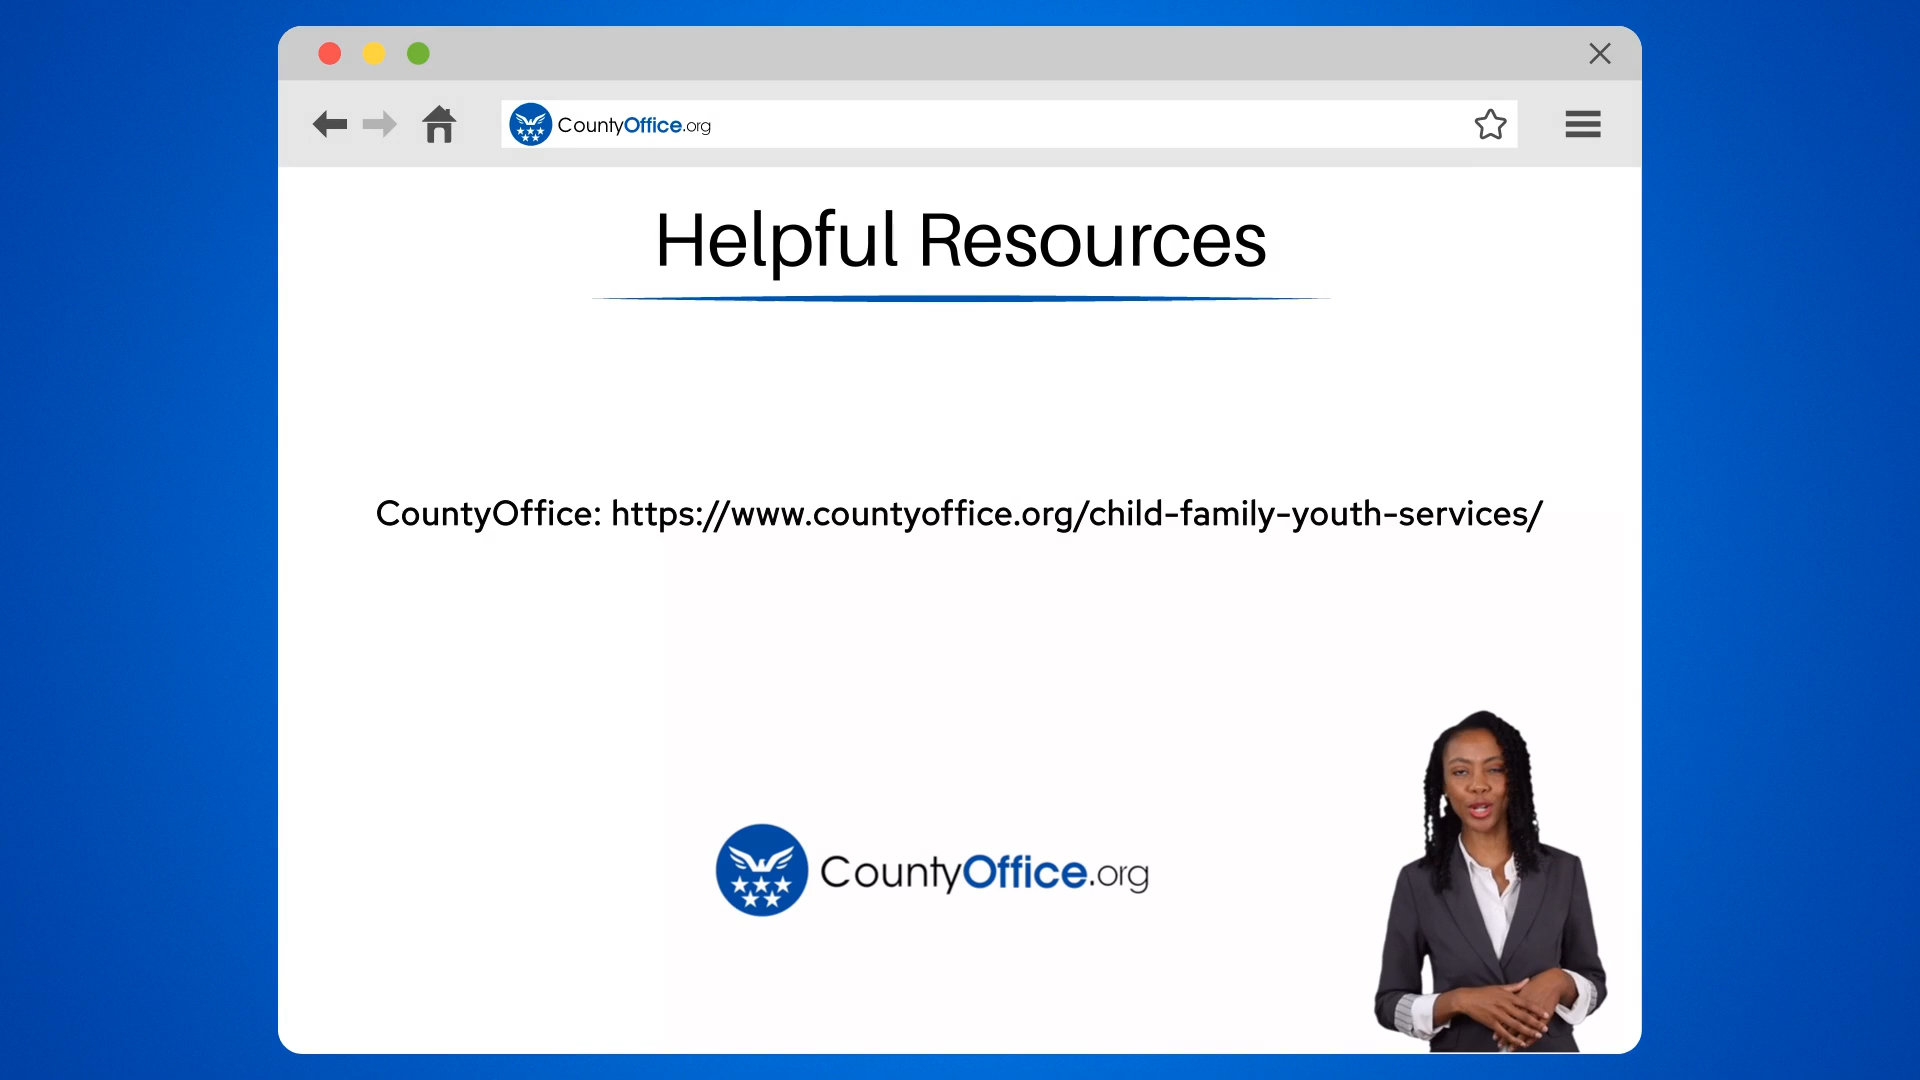 CountyOffice.org
Helpful Resources
CountyOffice: https://www.countyoffice.org/child-family-youth-services/
CountyOffice.org